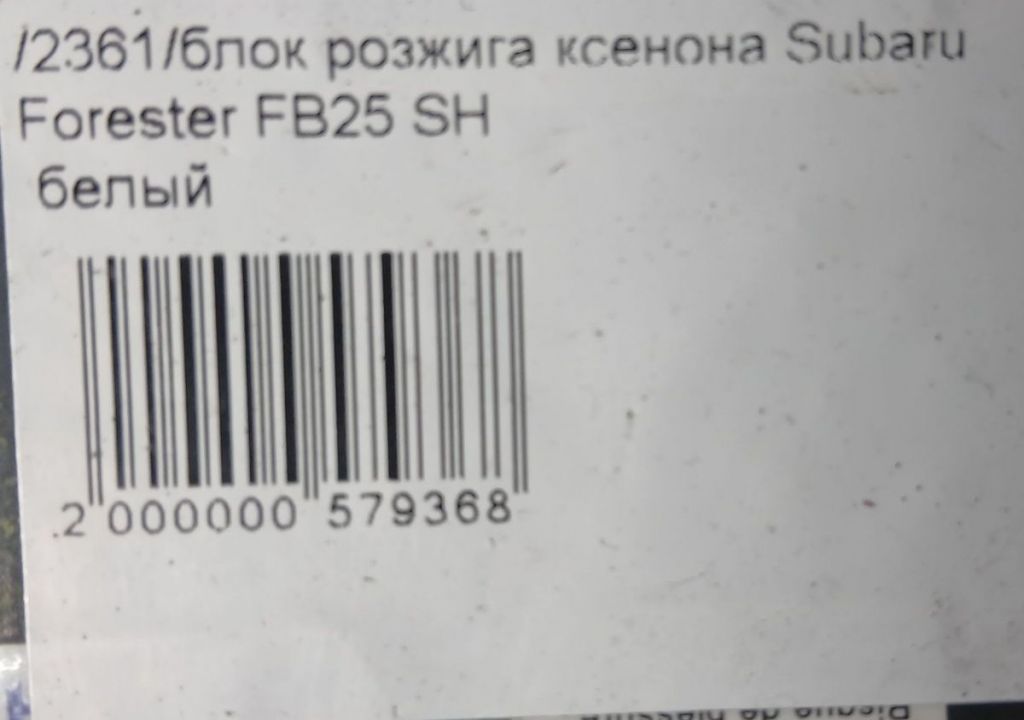 /2361/блок розжига ксенона Subaru
Forester FB25 SH
белый
2 000000 579368